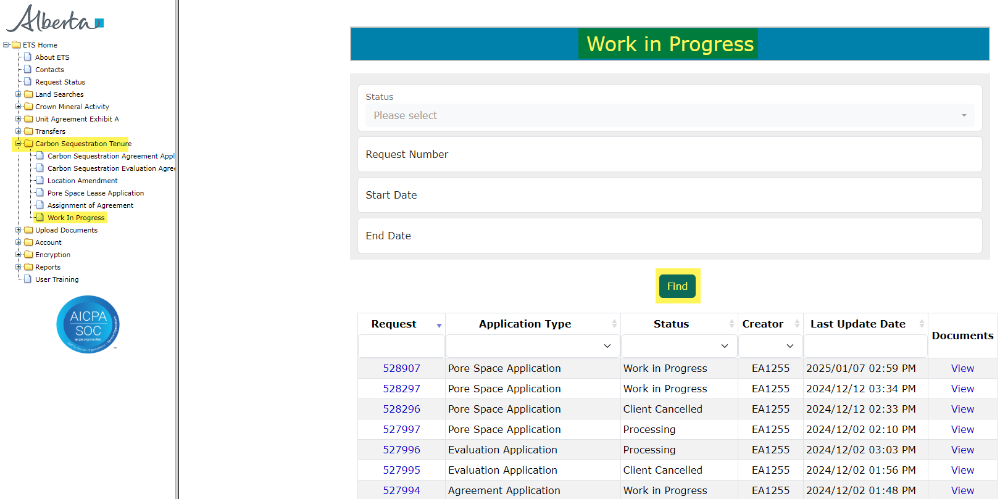 Alberta
ETS Home
About ETS
Contacts
Request Status
Land Searches
Crown Mineral Activity
Unit Agreement Exhibit A
Transfers
Carbon Sequestration Tenure
Carbon Sequestration Agreement Appl
Carbon Sequestration Evaluation Agree
Location Amendment
Pore Space Lease Application
Assignment of Agreement
Work In Progress
Upload Documents
Account
Encryption
Reports
User Training
AICPA
SOC
aicpa.org/soc4so
Work in Progress
Status
Please select
Request Number
Start Date
End Date
Find
Request Application Type Status Creator Last Update Date Documents
528907 Pore Space Application Work in Progress EA1255 2025/01/07 02:59 PM View
528297 Pore Space Application Work in Progress EA1255 2024/12/12 03:34 PM View
528296 Pore Space Application Client Cancelled EA1255 2024/12/12 02:33 PM View
527997 Pore Space Application Processing EA1255 2024/12/02 02:10 PM View
527996 Evaluation Application Processing EA1255 2024/12/02 03:03 PM View
527995 Evaluation Application Client Cancelled EA1255 2024/12/02 01:56 PM View
527994 Agreement Application Work in Progress EA1255 2024/12/02 01:48 PM View